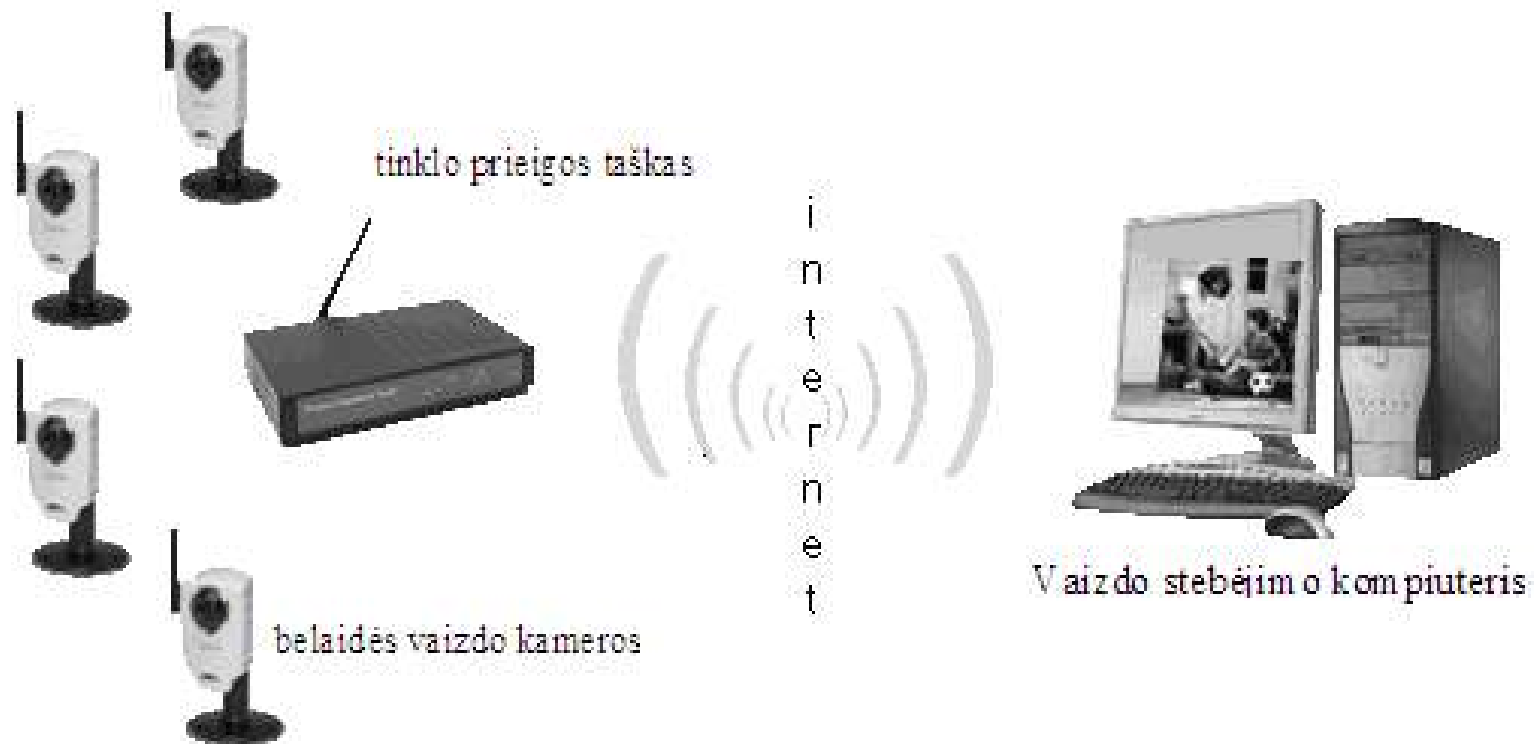 tinklo prieigos taškas
internet
Vaizdo stebėjimo kompiuteris
belaidės vaizdo kameros